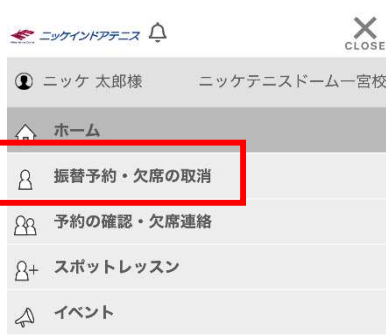 ニッケインドアテニス
CLOSE
ニッケ 太郎様 ニッケテニスドーム一宮校
ホーム
振替予約・欠席の取消
予約の確認・欠席連絡
スポットレッスン
イベント